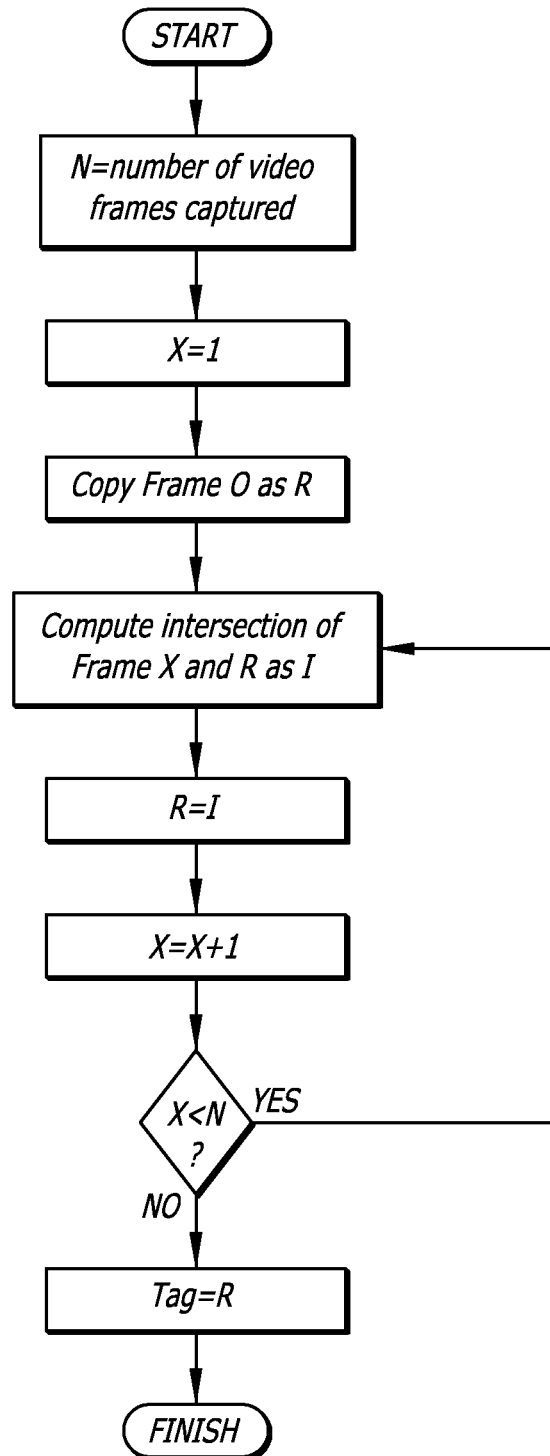 START
N=number of video
frames captured
X=1
Copy Frame O as R
Compute intersection of
Frame X and R as I
R=I
X=X+1
X<N
?
YES
NO
Tag=R
FINISH